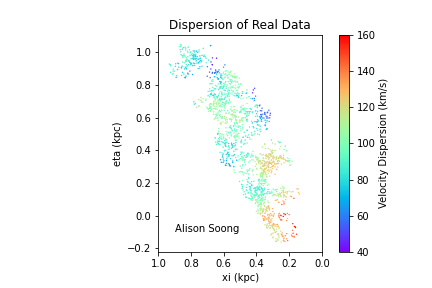 Dispersion of Real Data
1.0
0.8
0.6
0.4
0.2
0.0
−0.2
eta (kpc)
Alison Soong
1.0 0.8 0.6 0.4 0.2 0.0
xi (kpc)
160
140
120
100
80
60
40
Velocity Dispersion (km/s)